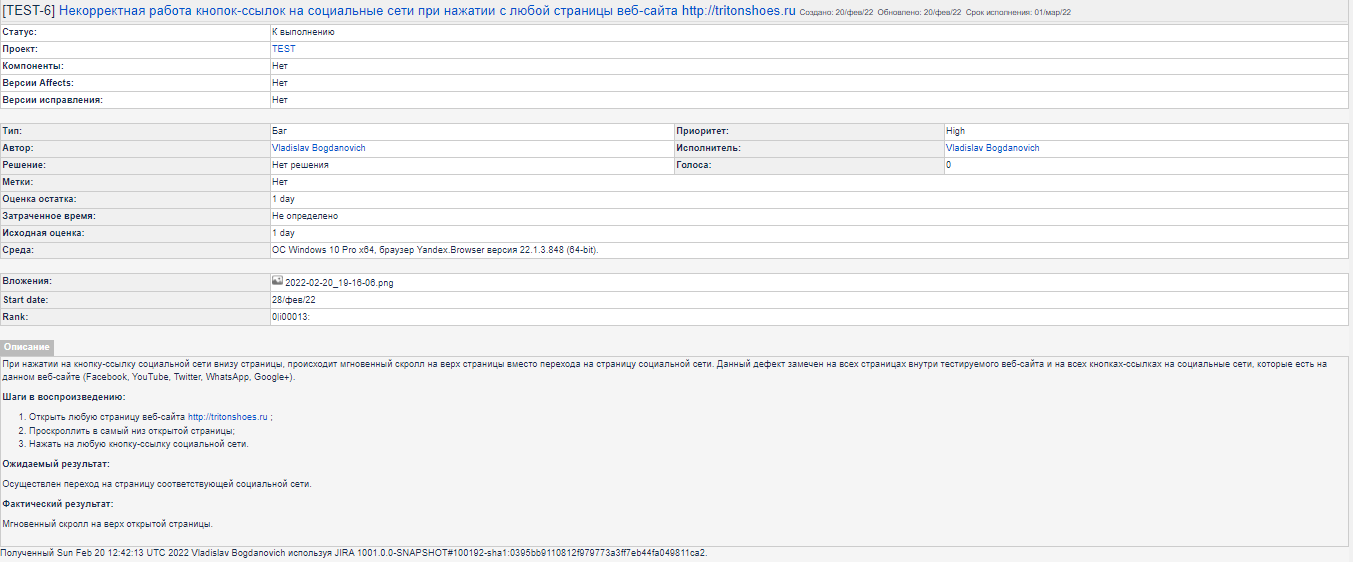 [TEST-6] Некорректная работа кнопок-ссылок на социальные сети при нажатии с любой страницы веб-сайта http://tritonshoes.ru Создано: 20/фев/22 Обновлено: 20/фев/22 Срок исполнения: 01/мар/22
Статус: К выполнению
Проект: TEST
Компоненты: Нет
Версии Affects: Нет
Версии исправления: Нет
Тип: Баг Приоритет: High
Автор: Vladislav Bogdanovich Исполнитель: Vladislav Bogdanovich
Решение: Нет решения Голоса: 0
Метки: Нет
Оценка остатка: 1 day
Затраченное время: Не определено
Исходная оценка: 1 day
Среда: ОС Windows 10 Pro x64, браузер Yandex.Browser версия 22.1.3.848 (64-bit).
Вложения: 2022-02-20_19-16-06.png
Start date: 28/фев/22
Rank: 0|i00013:
Описание
При нажатии на кнопку-ссылку социальной сети внизу страницы, происходит мгновенный скролл на верх страницы вместо перехода на страницу социальной сети. Данный дефект замечен на всех страницах внутри тестируемого веб-сайта и на всех кнопках-ссылках на социальные сети, которые есть на
данном веб-сайте (Facebook, YouTube, Twitter, WhatsApp, Google+).
Шаги в воспроизведению:
1. Открыть любую страницу веб-сайта http://tritonshoes.ru ;
2. Проскроллить в самый низ открытой страницы;
3. Нажать на любую кнопку-ссылку социальной сети.
Ожидаемый результат:
Осуществлен переход на страницу соответствующей социальной сети.
Фактический результат:
Мгновенный скролл на верх открытой страницы.
Полученный Sun Feb 20 12:42:13 UTC 2022 Vladislav Bogdanovich используя JIRA 1001.0.0-SNAPSHOT#100192-sha1:0395bb9110812f979773a3ff7eb44fa049811ca2.